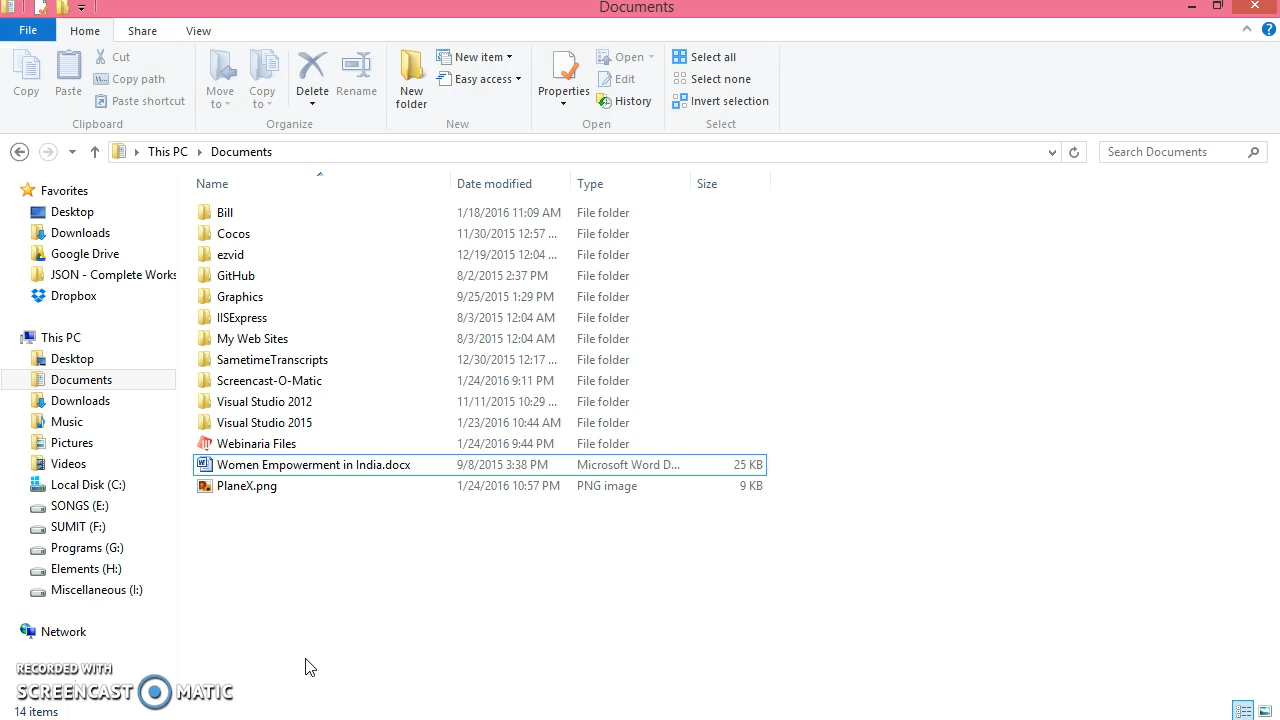 Documents
File Home Share View
Copy
Paste
Cut
Copy path
Paste shortcut
Clipboard
Move to
Copy to
Delete
Rename
Organize
New folder
New item
Easy access
New
Properties
Open
Edit
History
Open
Select all
Select none
Invert selection
Select
This PC Documents
Search Documents
Name Date modified Type Size
Favorites
Desktop
Downloads
Google Drive
JSON - Complete Works
Dropbox
This PC
Desktop
Documents
Downloads
Music
Pictures
Videos
Local Disk (C:)
SONGS (E:)
SUMIT (F:)
Programs (G:)
Elements (H:)
Miscellaneous (I:)
Network
Bill 1/18/2016 11:09 AM File folder
Cocos 11/30/2015 12:57 ... File folder
ezvid 12/19/2015 12:04 ... File folder
GitHub 8/2/2015 2:37 PM File folder
Graphics 9/25/2015 1:29 PM File folder
IISExpress 8/3/2015 12:04 AM File folder
My Web Sites 8/3/2015 12:04 AM File folder
SametimeTranscripts 12/30/2015 12:17 ... File folder
Screencast-O-Matic 1/24/2016 9:11 PM File folder
Visual Studio 2012 11/11/2015 10:29 ... File folder
Visual Studio 2015 1/23/2016 10:44 AM File folder
Webinaria Files 1/24/2016 9:44 PM File folder
Women Empowerment in India.docx 9/8/2015 3:38 PM Microsoft Word D... 25 KB
PlaneX.png 1/24/2016 10:57 PM PNG image 9 KB
RECORDED WITH
SCREENCAST MATIC
14 items